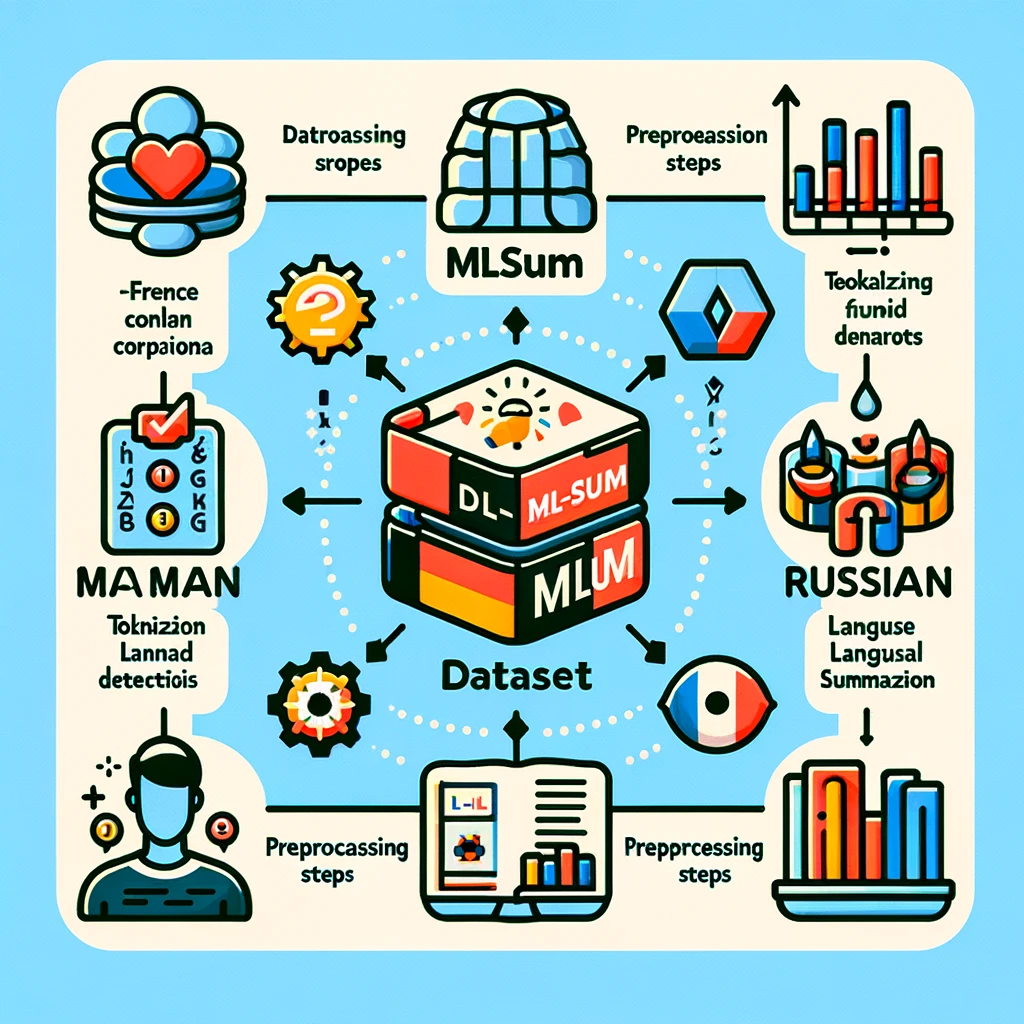 Datroassing
sropes
Preproeassion
steps
MLSum
-Frence
conlan
corpaiona
Teokalzing
fiunid
denarots
DL-
ML-SUM
MLUM
h
J
Z
B
&
G
K
G
MA MAN
RUSSIAN
Toknizion
Lannad
detectiois
Languse
Langusal
Summazion
Dataset
L-IL
Preprocassing
steps
Prepprcessing
steps